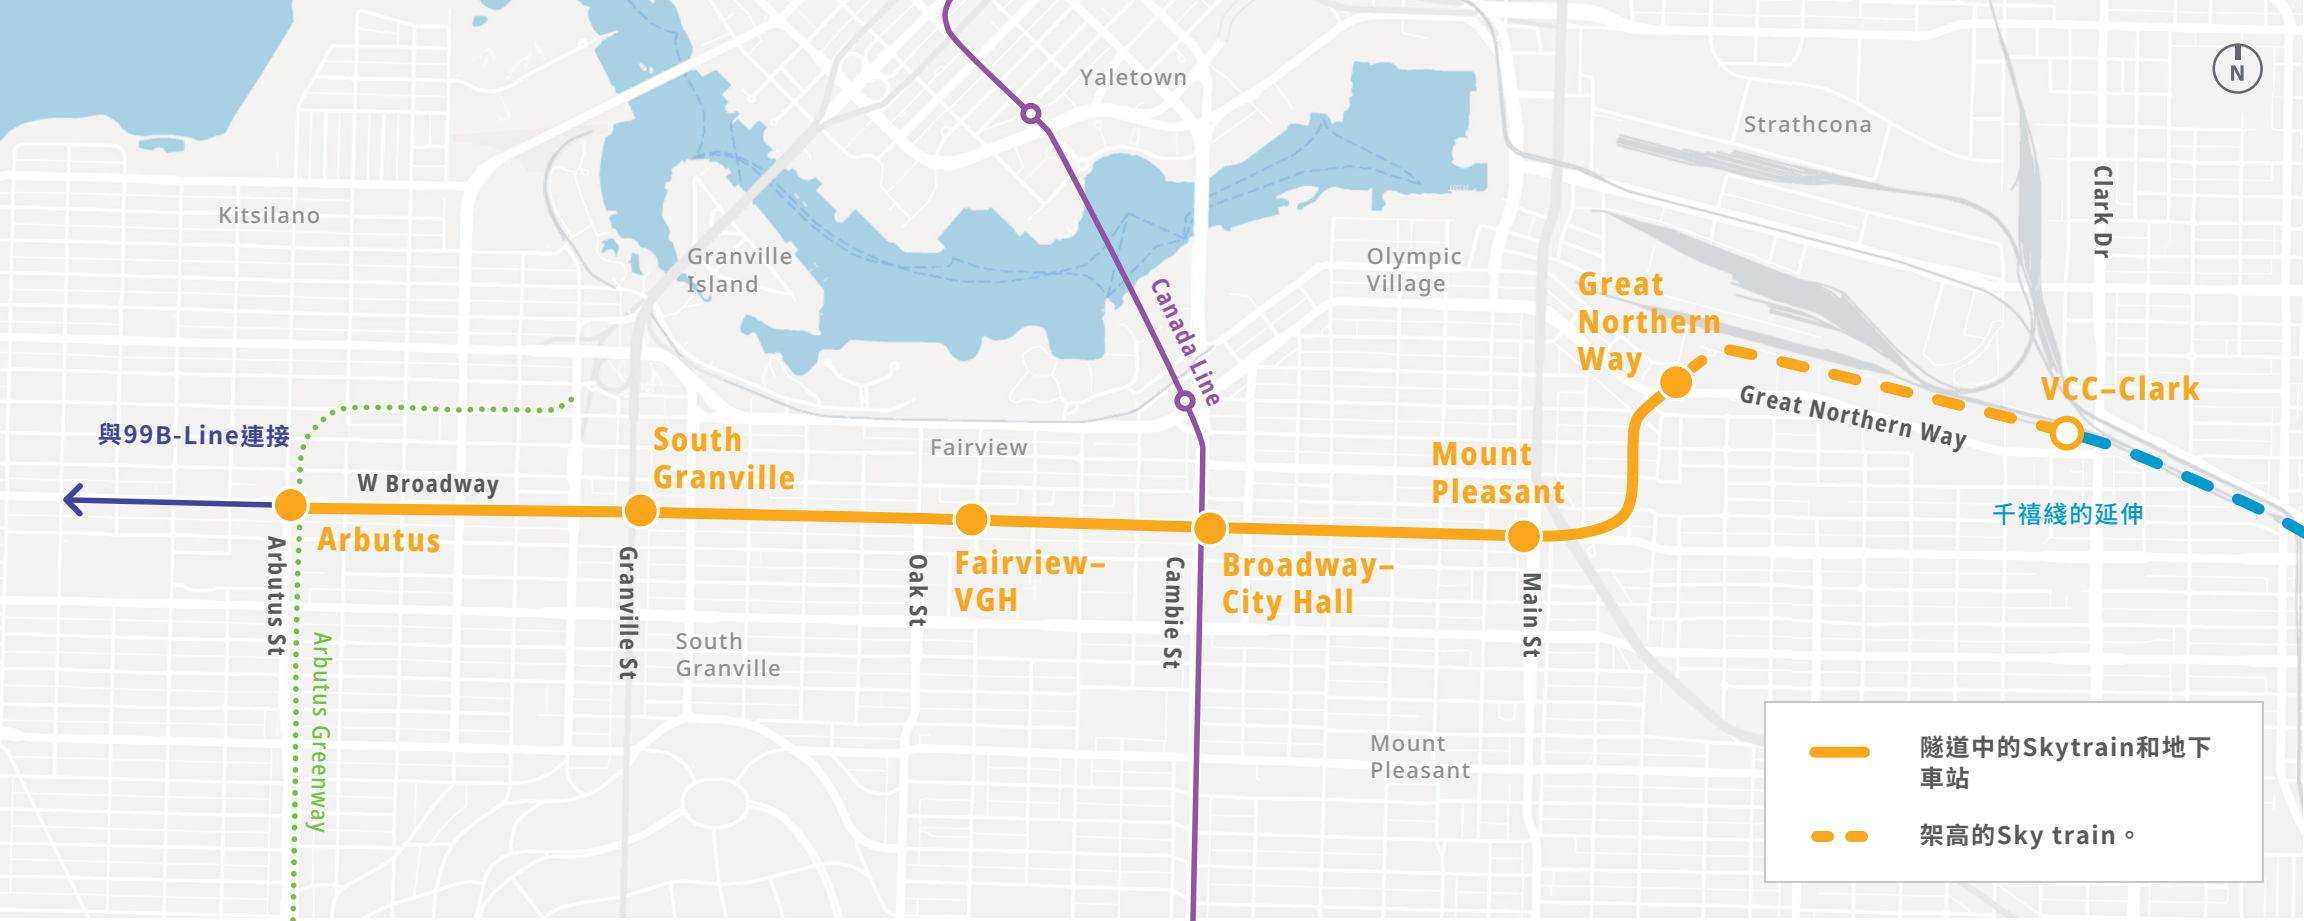 Yaletown
N
Strathcona
Clark Dr
Kitsilano
Granville
Island
Olympic
Village
Canada Line
Great
Northern
Way
Great Northern Way
VCC–Clark
千禧綫的延伸
與99B-Line連接
W Broadway
South
Granville
Fairview
Mount
Pleasant
Arbutus
Arbutus St
Arbutus Greenway
Granville St
South
Granville
Oak St
Fairview–
VGH
Cambie St
Broadway–
City Hall
Main St
Mount
Pleasant
隧道中的Skytrain和地下
車站
架高的Sky train。